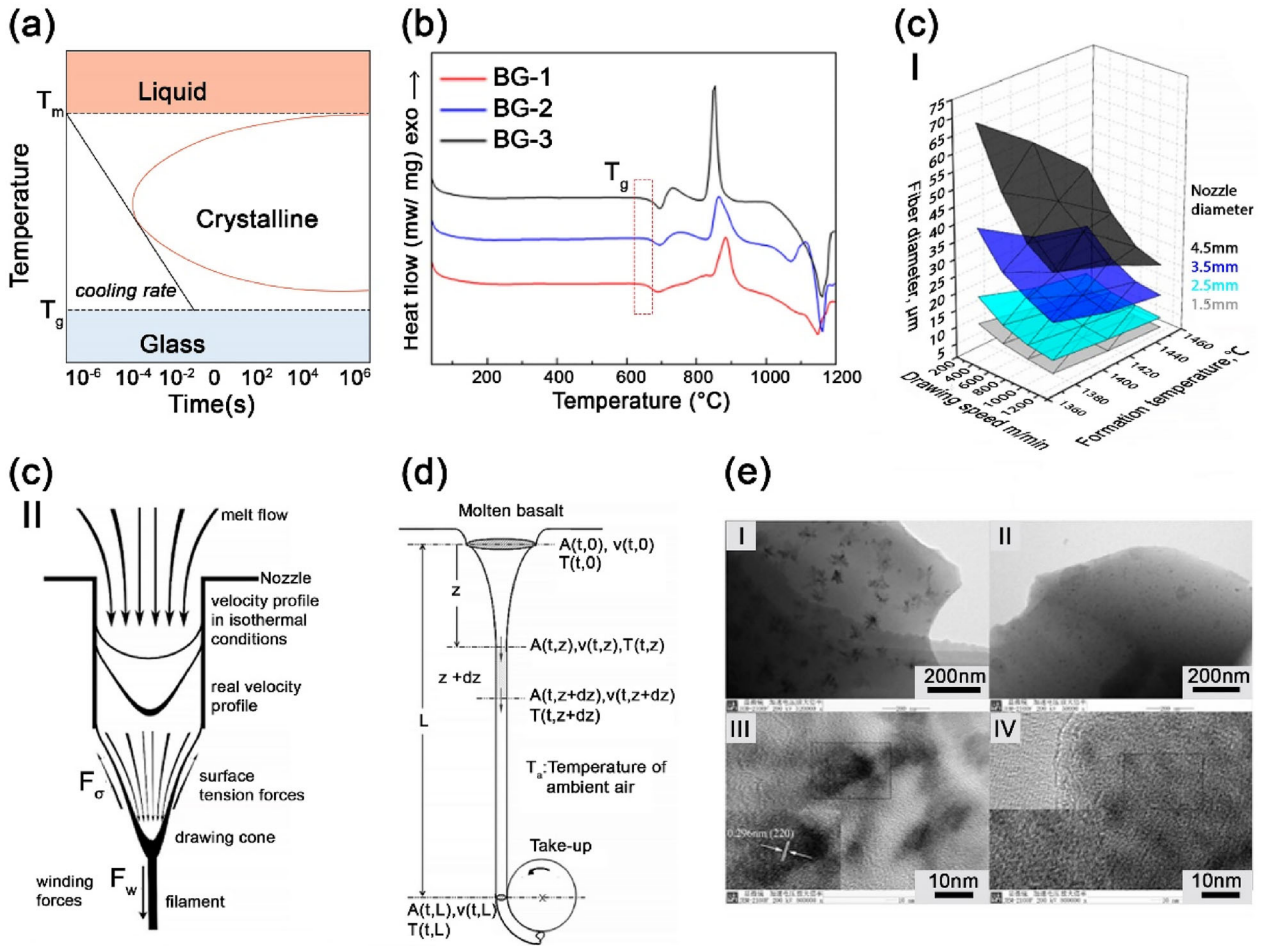 (a)
Liquid
Tm
Temperature
Crystalline
cooling rate
Tg
Glass
10-6 10-4 10-2 0 102 104 106
Time(s)
(b)
BG-1
BG-2
BG-3
Tg
Heat flow (mw/ mg) exo →
200 400 600 800 1000 1200
Temperature (°C)
(c)
I
75
70
65
60
55
50
45
40
35
30
25
20
15
10
5
Fiber diameter, µm
200
400
600
800
1000
1200
Drawing speed m/min
1360
1380
1400
1420
1440
1460
Formation temperature,°C
Nozzle
diameter
4.5mm
3.5mm
2.5mm
1.5mm
(c)
II
melt flow
Nozzle
velocity profile
in isothermal
conditions
real velocity
profile
Fσ
surface
tension forces
drawing cone
winding
forces
Fw
filament
(d)
Molten basalt
A(t,0), v(t,0)
T(t,0)
z
A(t,z),v(t,z),T(t,z)
z +dz
A(t,z+dz),v(t,z+dz)
T(t,z+dz)
L
Ta:Temperature of
ambient air
Take-up
A(t,L),v(t,L)
T(t,L)
(e)
I
200nm
II
200nm
III
0.296nm (220)
10nm
IV
10nm